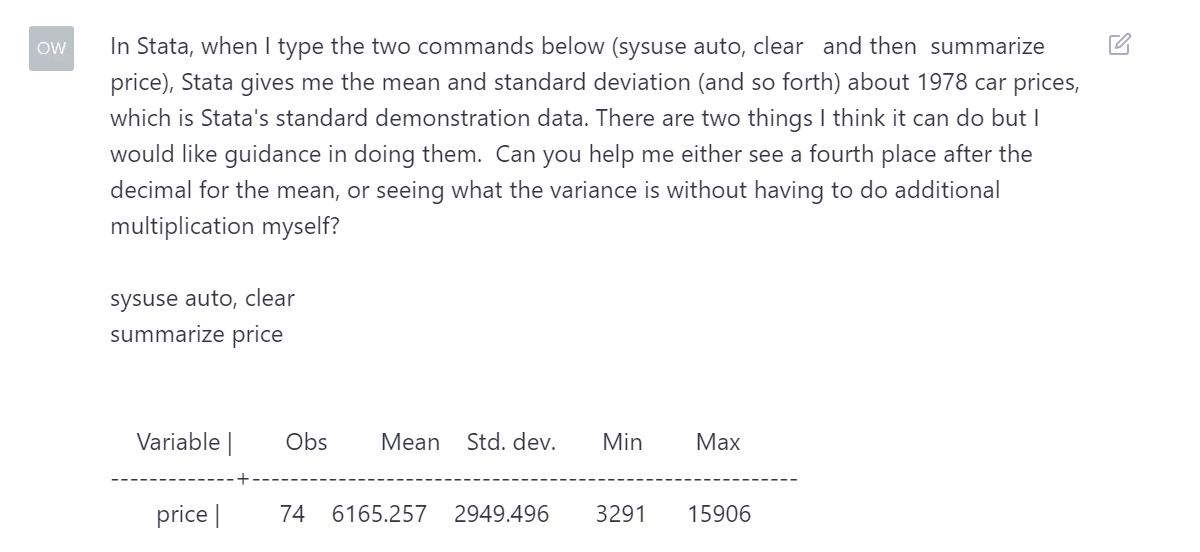 OW
In Stata, when I type the two commands below (sysuse auto, clear   and then  summarize
price), Stata gives me the mean and standard deviation (and so forth) about 1978 car prices,
which is Stata's standard demonstration data. There are two things I think it can do but I
would like guidance in doing them.  Can you help me either see a fourth place after the
decimal for the mean, or seeing what the variance is without having to do additional
multiplication myself?
sysuse auto, clear
summarize price
Variable |        Obs        Mean    Std. dev.       Min        Max
-------------+---------------------------------------------------------
price |         74    6165.257    2949.496       3291      15906